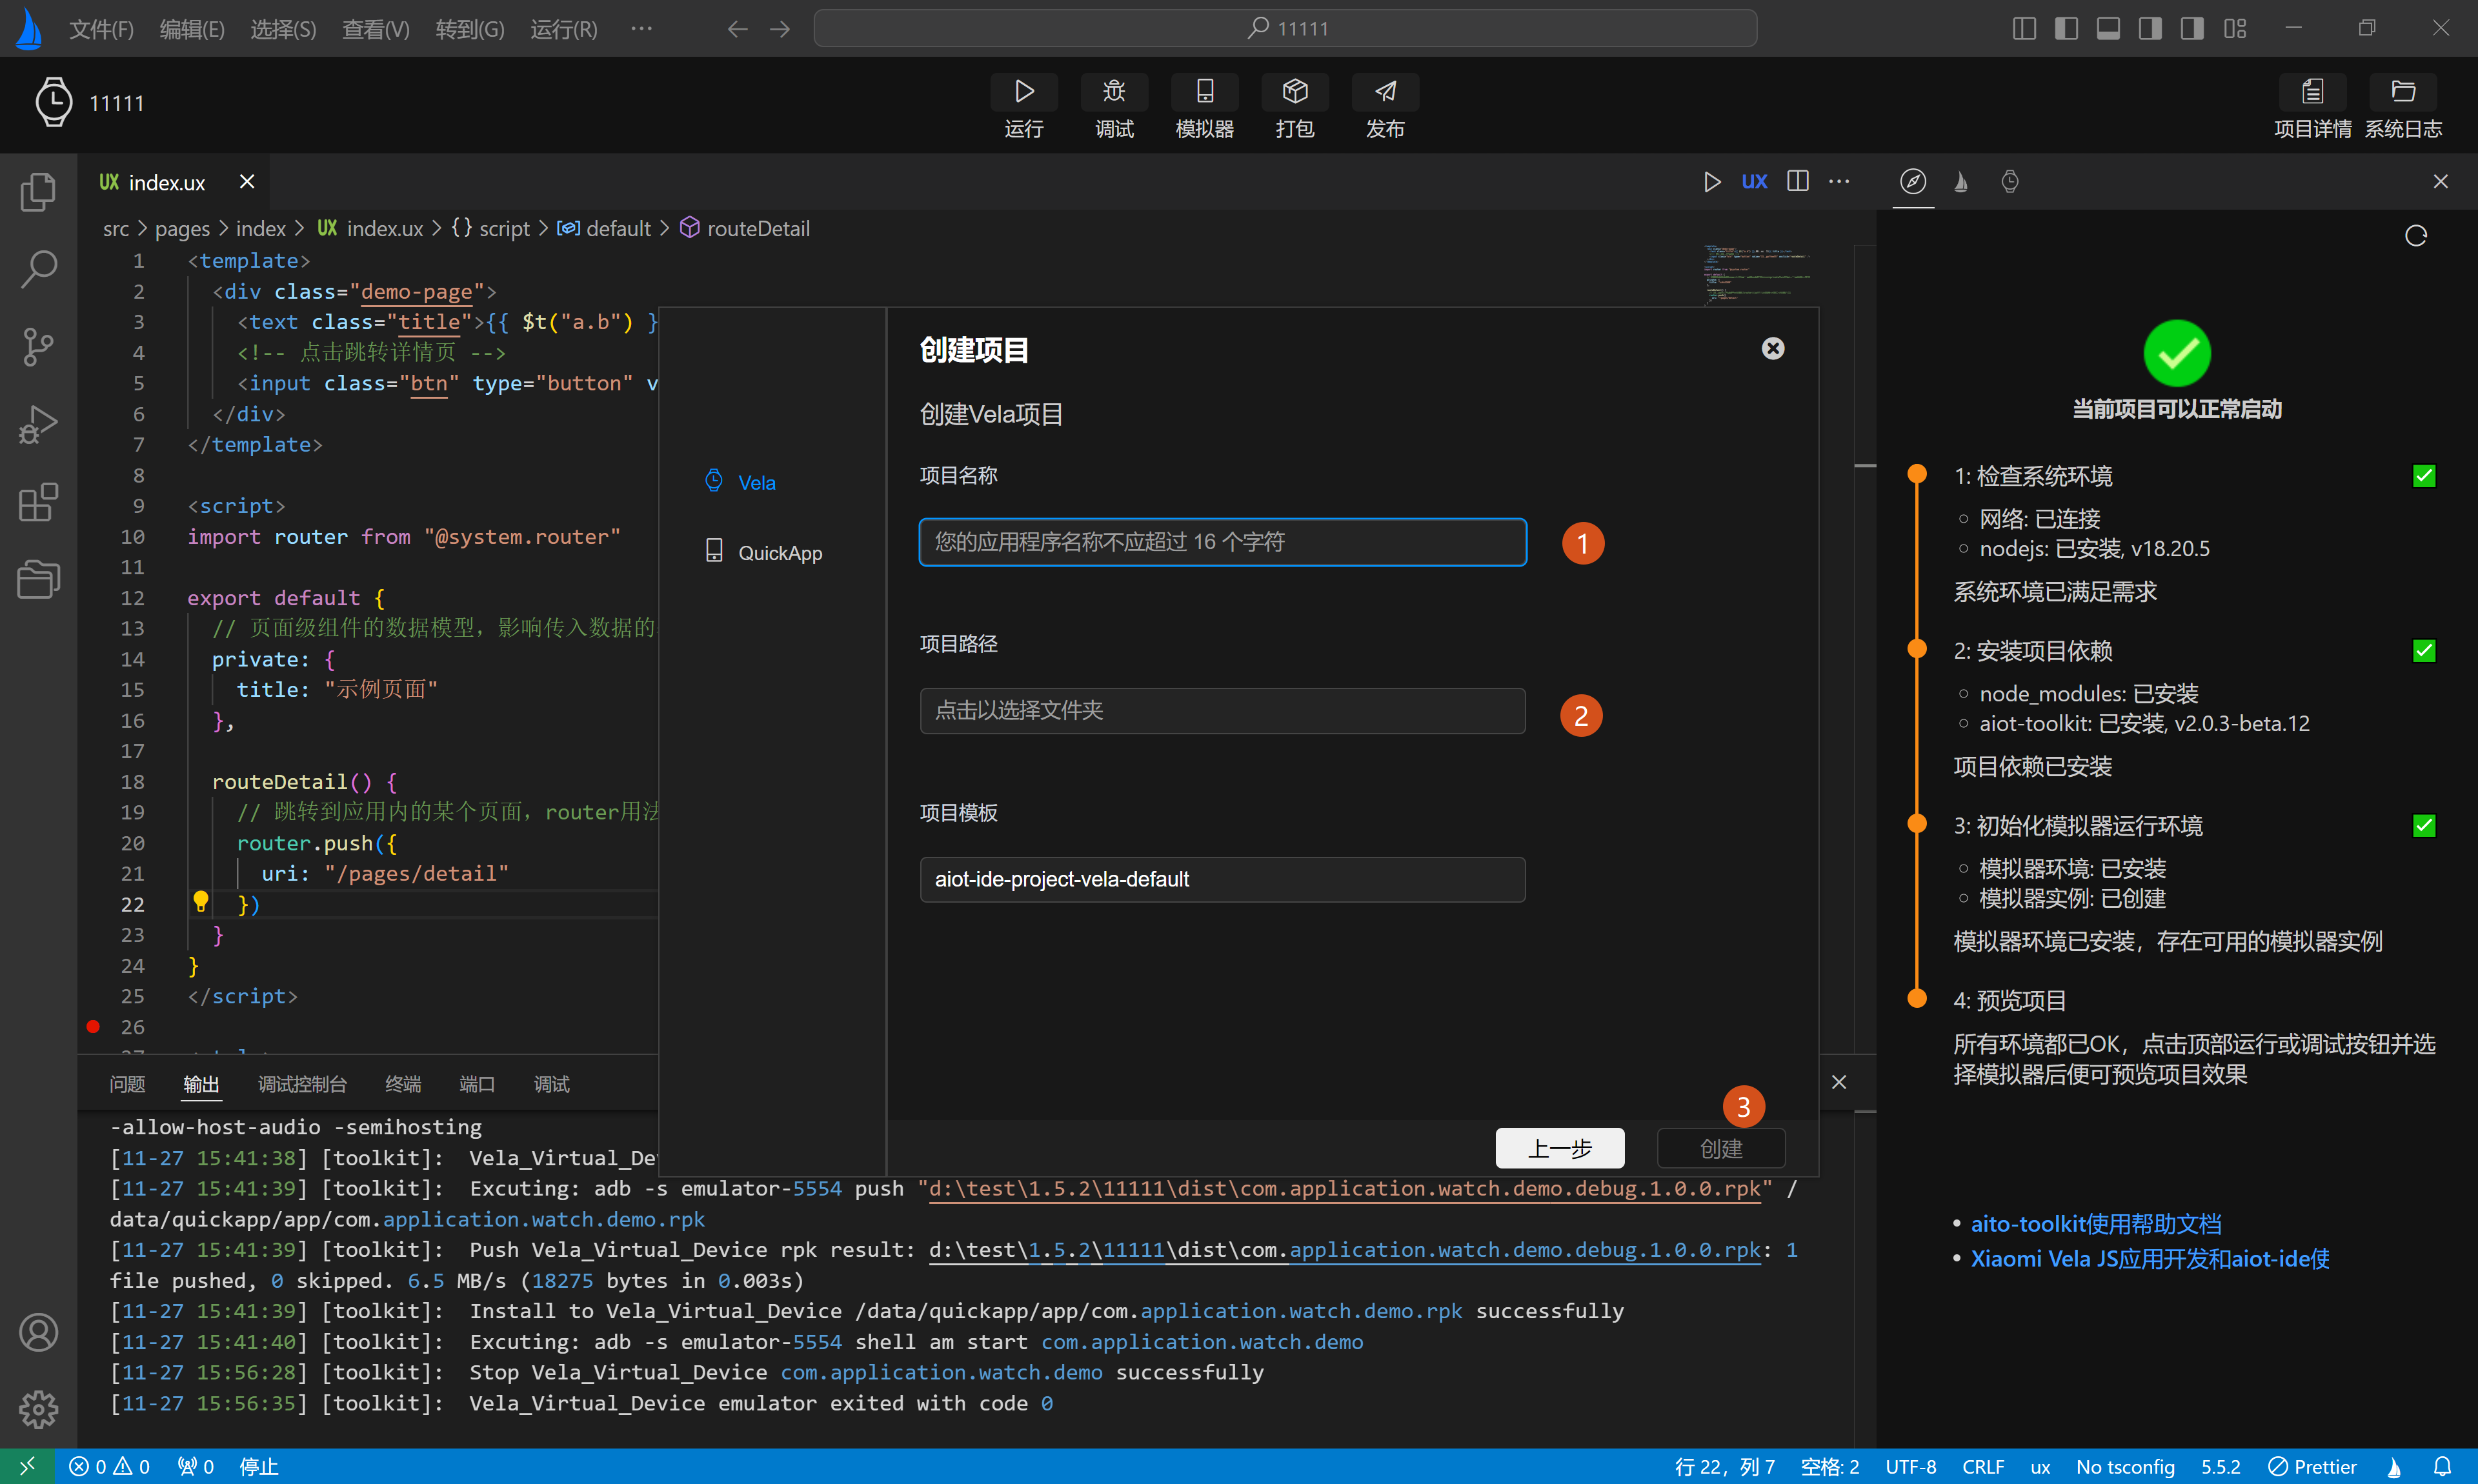 文件(F) 编辑(E) 选择(S) 查看(V) 转到(G) 运行(R) ··· 11111
11111
运行 调试 模拟器 打包 发布 项目详情 系统日志
UX index.ux
UX
src > pages > index > UX index.ux > {} script > default > routeDetail
1 <template>
2 <div class="demo-page">
3 <text class="title">{{ $t("a.b") }
4 <!-- 点击跳转详情页 -->
5 <input class="btn" type="button" v
6 </div>
7 </template>
8
9 <script>
10 import router from "@system.router"
11
12 export default {
13 // 页面级组件的数据模型，影响传入数据的
14 private: {
15 title: "示例页面"
16 },
17
18 routeDetail() {
19 // 跳转到应用内的某个页面，router用法
20 router.push({
21 uri: "/pages/detail"
22 })
23 }
24 }
25 </script>
26
创建项目
创建Vela项目
Vela
QuickApp
项目名称
您的应用程序名称不应超过 16 个字符
1
项目路径
点击以选择文件夹
2
项目模板
aiot-ide-project-vela-default
3
上一步 创建
问题 输出 调试控制台 终端 端口 调试
-allow-host-audio -semihosting
[11-27 15:41:38] [toolkit]: Vela_Virtual_De
[11-27 15:41:39] [toolkit]: Excuting: adb -s emulator-5554 push "d:\test\1.5.2\11111\dist\com.application.watch.demo.debug.1.0.0.rpk" /
data/quickapp/app/com.application.watch.demo.rpk
[11-27 15:41:39] [toolkit]: Push Vela_Virtual_Device rpk result: d:\test\1.5.2\11111\dist\com.application.watch.demo.debug.1.0.0.rpk: 1
file pushed, 0 skipped. 6.5 MB/s (18275 bytes in 0.003s)
[11-27 15:41:39] [toolkit]: Install to Vela_Virtual_Device /data/quickapp/app/com.application.watch.demo.rpk successfully
[11-27 15:41:40] [toolkit]: Excuting: adb -s emulator-5554 shell am start com.application.watch.demo
[11-27 15:56:28] [toolkit]: Stop Vela_Virtual_Device com.application.watch.demo successfully
[11-27 15:56:35] [toolkit]: Vela_Virtual_Device emulator exited with code 0
当前项目可以正常启动
1: 检查系统环境
网络: 已连接
nodejs: 已安装, v18.20.5
系统环境已满足需求
2: 安装项目依赖
node_modules: 已安装
aiot-toolkit: 已安装, v2.0.3-beta.12
项目依赖已安装
3: 初始化模拟器运行环境
模拟器环境: 已安装
模拟器实例: 已创建
模拟器环境已安装，存在可用的模拟器实例
4: 预览项目
所有环境都已OK，点击顶部运行或调试按钮并选
择模拟器后便可预览项目效果
• aito-toolkit使用帮助文档
• Xiaomi Vela JS应用开发和aiot-ide使
0 0 0 停止 行 22，列 7 空格: 2 UTF-8 CRLF ux No tsconfig 5.5.2 Prettier